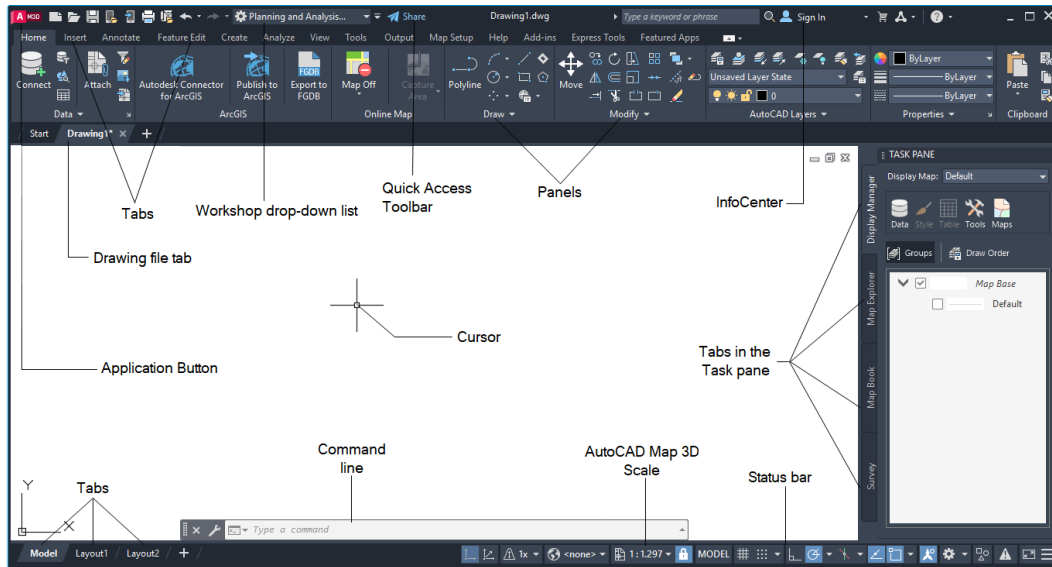 A M3D Planning and Analysis... Share Drawing1.dwg Type a keyword or phrase Sign In
Home Insert Annotate Feature Edit Create Analyze View Tools Output Map Setup Help Add-ins Express Tools Featured Apps
Connect Attach Autodesk Connector for ArcGIS Publish to ArcGIS FGDB Export to FGDB Map Off Capture Area Polyline Move Unsaved Layer State 0 ByLayer ByLayer ByLayer Paste
Data ArcGIS Online Map Draw Modify AutoCAD Layers Properties Clipboard
Start Drawing1* +
TASK PANE
Display Map: Default
Data Style Table Tools Maps
Groups Draw Order
Map Base
Default
Display Manager
Map Explorer
Map Book
Survey
Tabs
Workshop drop-down list
Quick Access
Toolbar
Panels
InfoCenter
Drawing file tab
Cursor
Application Button
Tabs in the
Task pane
Command
line
AutoCAD Map 3D
Scale
Status bar
Tabs
Y
X
Type a command
Model Layout1 Layout2 + 1x <none> 1:1.297 MODEL